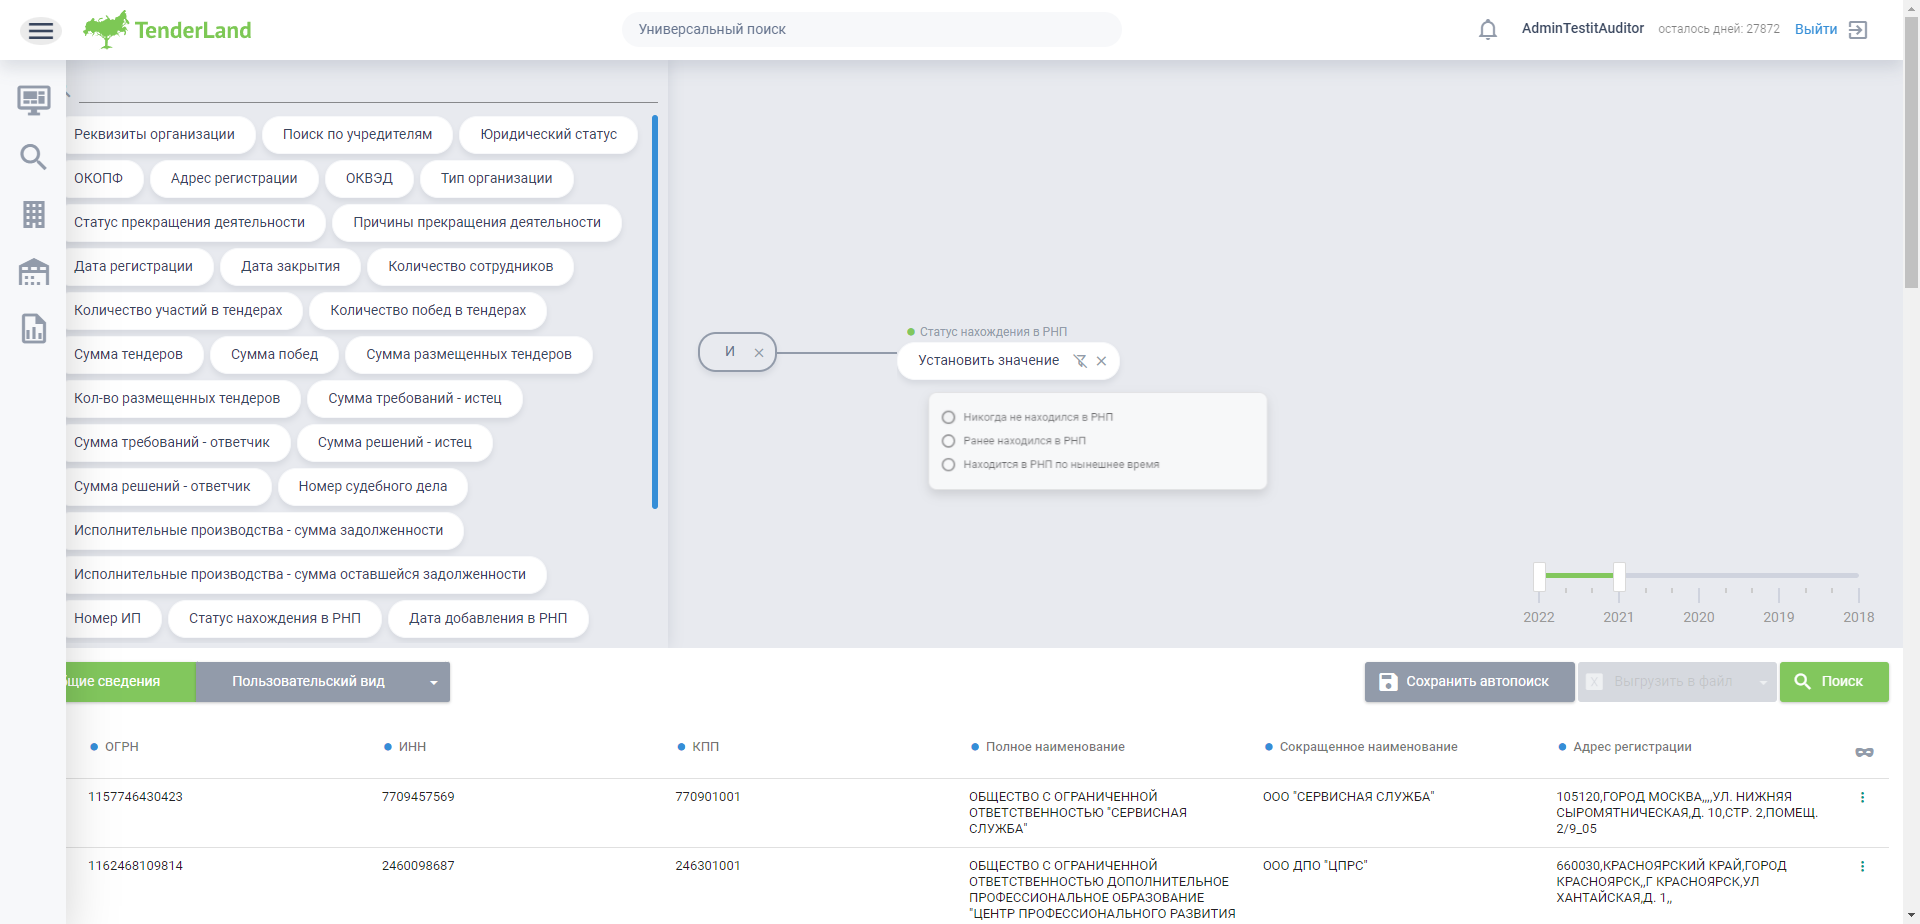 TenderLand
Универсальный поиск
AdminTestitAuditor
осталось дней: 27872
Выйти
Реквизиты организации
Поиск по учредителям
Юридический статус
ОКОПФ
Адрес регистрации
ОКВЭД
Тип организации
Статус прекращения деятельности
Причины прекращения деятельности
Дата регистрации
Дата закрытия
Количество сотрудников
Количество участий в тендерах
Количество побед в тендерах
Сумма тендеров
Сумма побед
Сумма размещенных тендеров
Кол-во размещенных тендеров
Сумма требований - истец
Сумма требований - ответчик
Сумма решений - истец
Сумма решений - ответчик
Номер судебного дела
Исполнительные производства - сумма задолженности
Исполнительные производства - сумма оставшейся задолженности
Номер ИП
Статус нахождения в РНП
Дата добавления в РНП
И
Статус нахождения в РНП
Установить значение
Никогда не находился в РНП
Ранее находился в РНП
Находится в РНП по нынешнее время
2022
2021
2020
2019
2018
бщие сведения
Пользовательский вид
Сохранить автопоиск
Выгрузить в файл
Поиск
ОГРН
ИНН
КПП
Полное наименование
Сокращенное наименование
Адрес регистрации
1157746430423
7709457569
770901001
ОБЩЕСТВО С ОГРАНИЧЕННОЙ
ОТВЕТСТВЕННОСТЬЮ "СЕРВИСНАЯ
СЛУЖБА"
ООО "СЕРВИСНАЯ СЛУЖБА"
105120,ГОРОД МОСКВА,,,,УЛ. НИЖНЯЯ
СЫРОМЯТНИЧЕСКАЯ,Д. 10,СТР. 2,ПОМЕЩ.
2/9_05
1162468109814
2460098687
246301001
ОБЩЕСТВО С ОГРАНИЧЕННОЙ
ОТВЕТСТВЕННОСТЬЮ ДОПОЛНИТЕЛЬНОЕ
ПРОФЕССИОНАЛЬНОЕ ОБРАЗОВАНИЕ
"ЦЕНТР ПРОФЕССИОНАЛЬНОГО РАЗВИТИЯ
ООО ДПО "ЦПРС"
660030,КРАСНОЯРСКИЙ КРАЙ,ГОРОД
КРАСНОЯРСК,,Г КРАСНОЯРСК,УЛ
ХАНТАЙСКАЯ,Д. 1,,